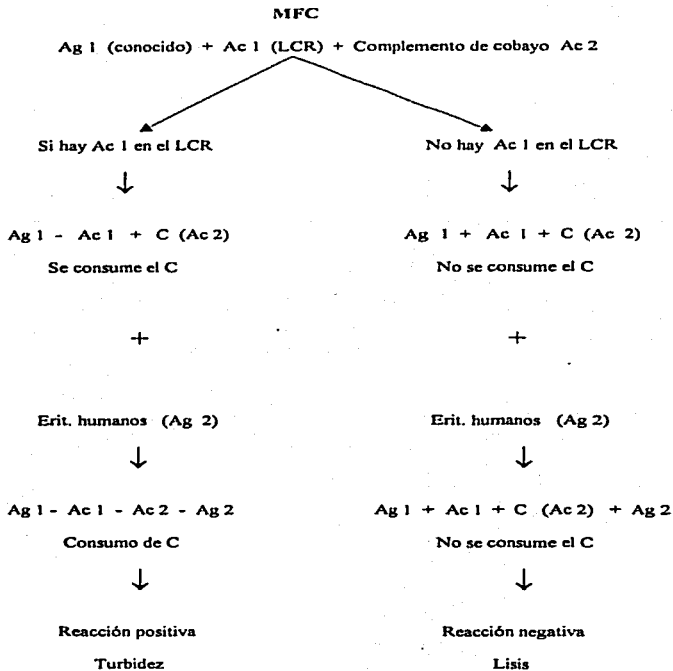 MFC
Ag 1 (conocido) + Ac 1 (LCR) + Complemento de cobayo Ac 2
Si hay Ac 1 en el LCR
No hay Ac 1 en el LCR
↓
↓
Ag 1 - Ac 1 + C (Ac 2)
Ag 1 + Ac 1 + C (Ac 2)
Se consume el C
No se consume el C
+
+
Erit. humanos (Ag 2)
Erit. humanos (Ag 2)
↓
↓
Ag 1 - Ac 1 - Ac 2 - Ag 2
Ag 1 + Ac 1 + C (Ac 2) + Ag 2
Consumo de C
No se consume el C
↓
↓
Reacción positiva
Reacción negativa
Turbidez
Lisis